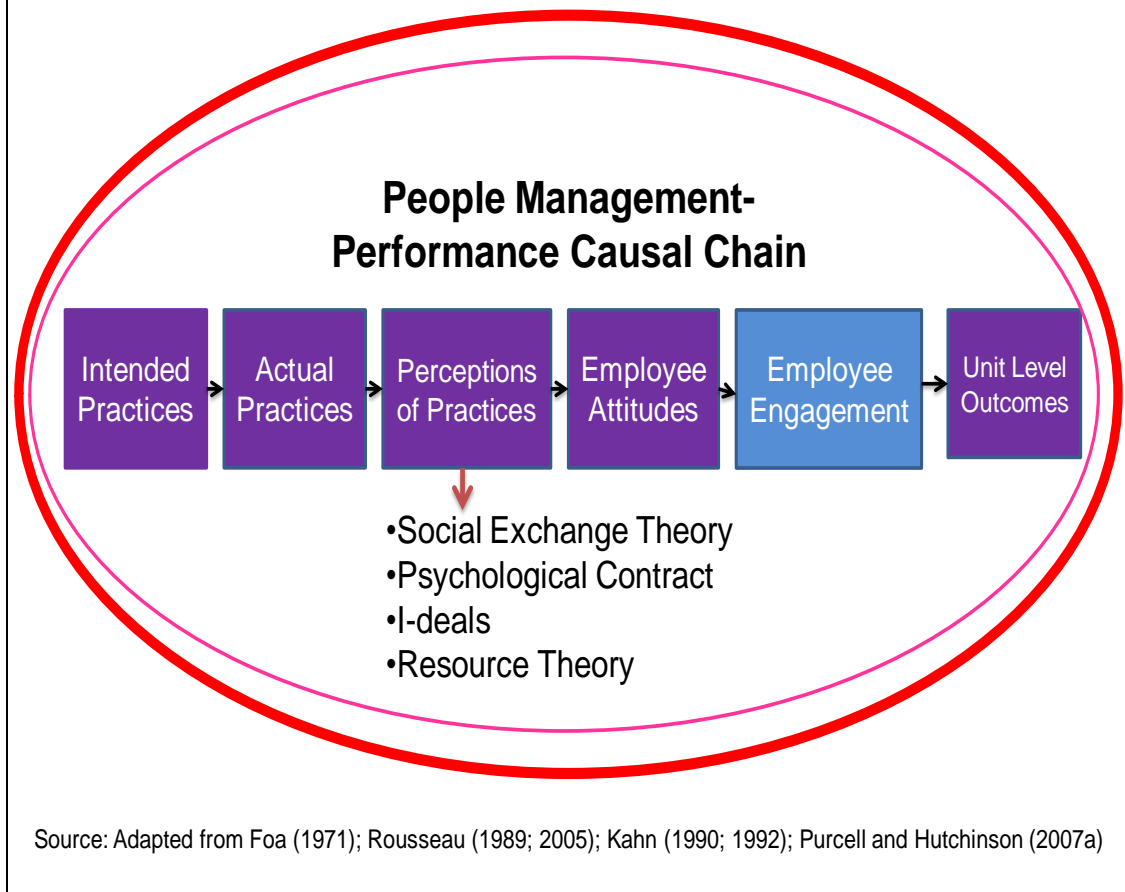 People Management-
Performance Causal Chain
Intended
Practices
Actual
Practices
Perceptions
of Practices
Employee
Attitudes
Employee
Engagement
Unit Level
Outcomes
•Social Exchange Theory
•Psychological Contract
•I-deals
•Resource Theory
Source: Adapted from Foa (1971); Rousseau (1989; 2005); Kahn (1990; 1992); Purcell and Hutchinson (2007a)